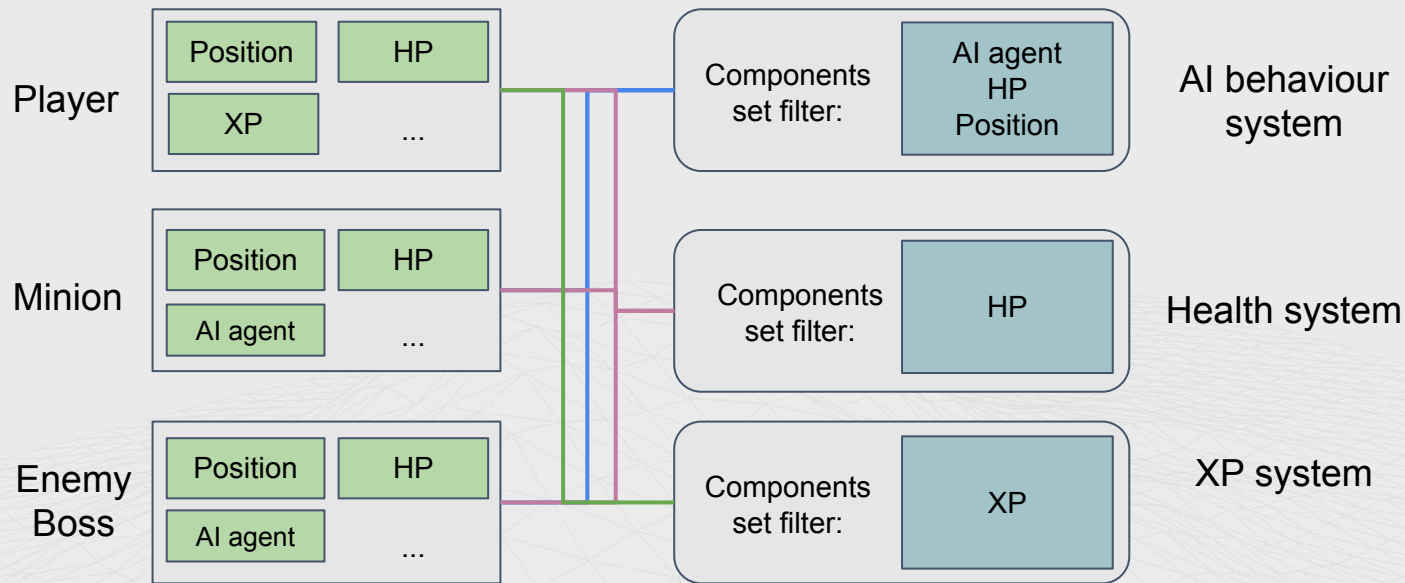 Player
Position
HP
XP
...
Components
set filter:
AI agent
HP
Position
AI behaviour
system
Minion
Position
HP
AI agent
...
Components
set filter:
HP
Health system
Enemy
Boss
Position
HP
AI agent
...
Components
set filter:
XP
XP system